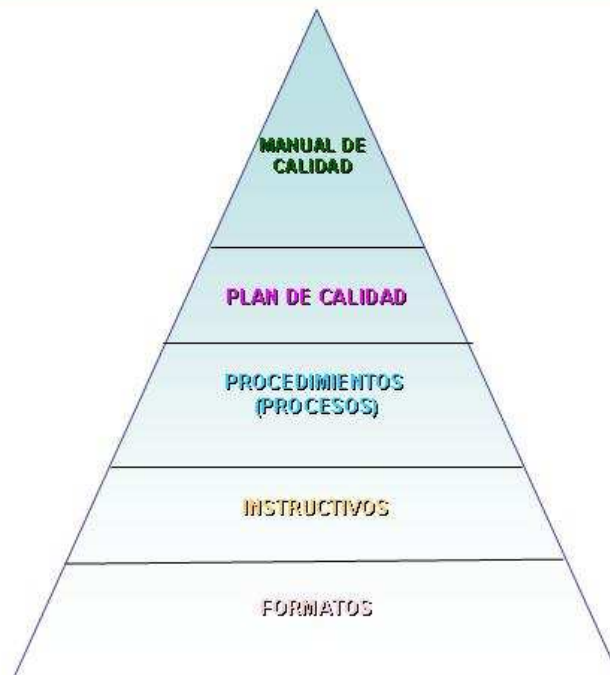 MANUAL DE
CALIDAD
PLAN DE CALIDAD
PROCEDIMIENTOS
(PROCESOS)
INSTRUCTIVOS
FORMATOS